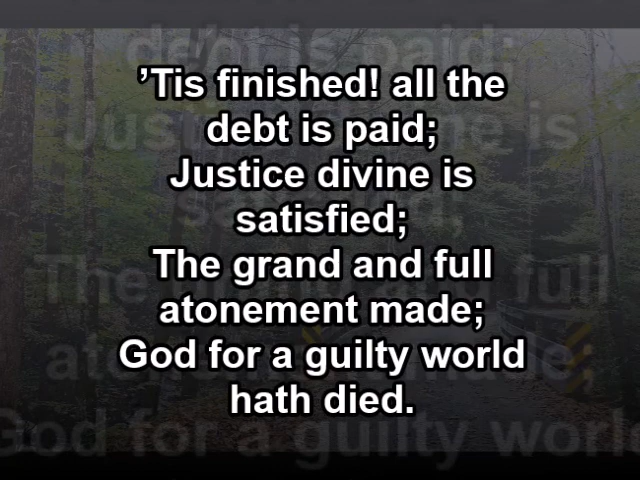 ’Tis finished! all the
debt is paid;
Justice divine is
satisfied;
The grand and full
atonement made;
God for a guilty world
hath died.